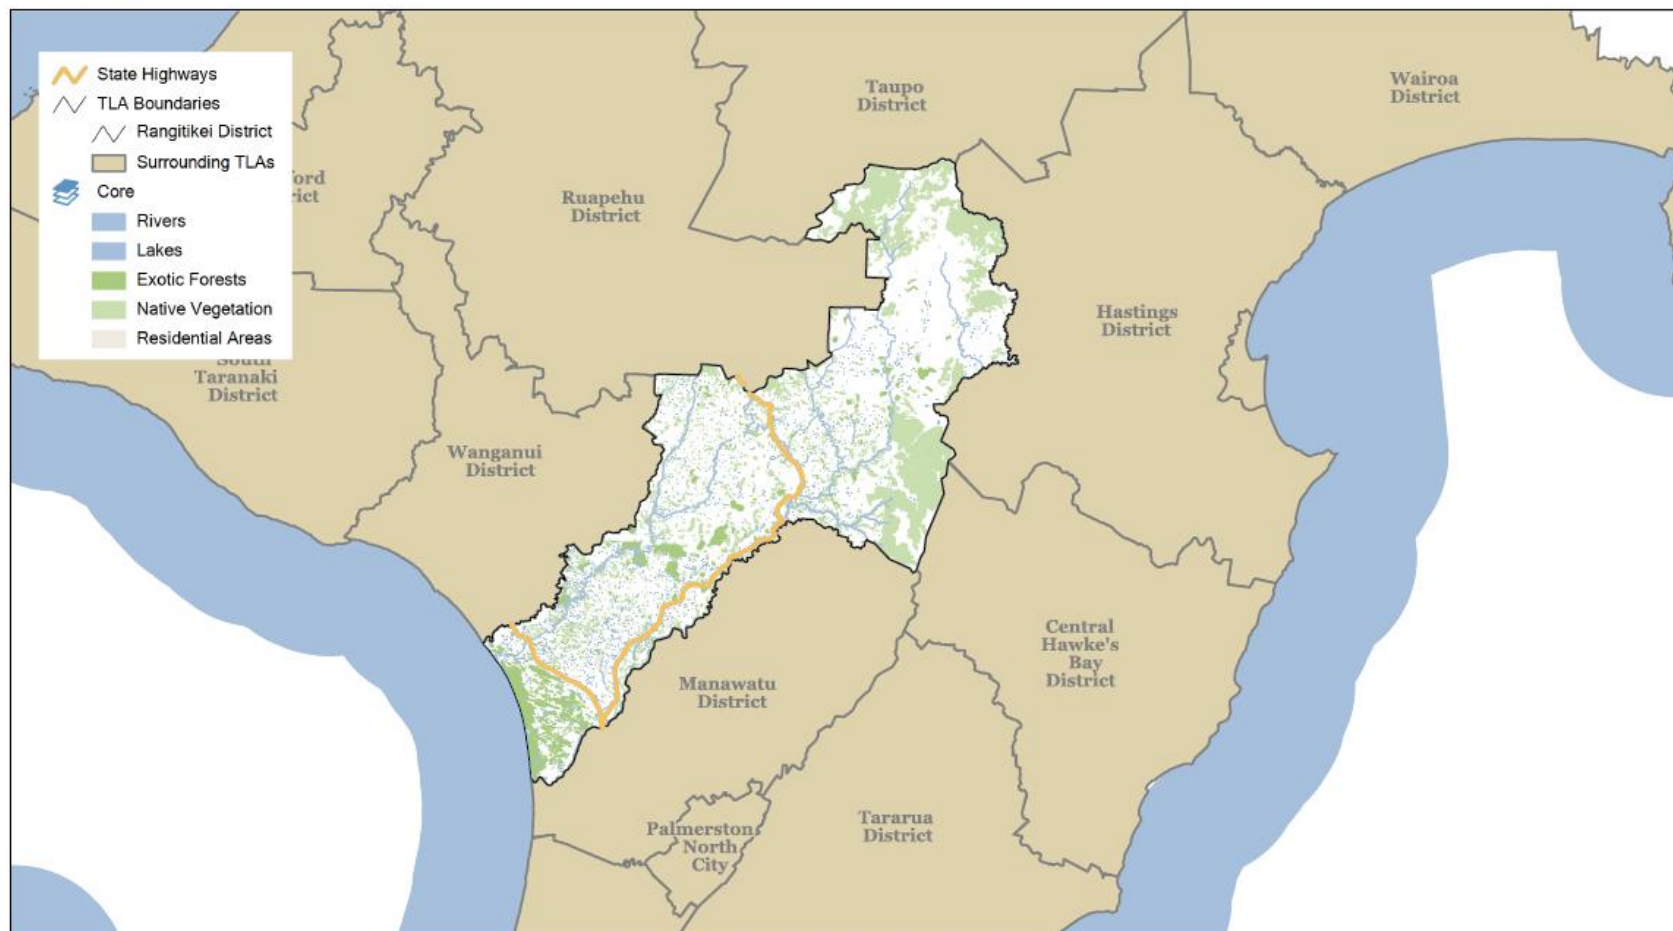 State Highways
TLA Boundaries
Rangitikei District
Surrounding TLAs
Core
Rivers
Lakes
Exotic Forests
Native Vegetation
Residential Areas
Taupo
District
Wairoa
District
Ruapehu
District
Hastings
District
Taranaki
District
Wanganui
District
Manawatu
District
Central
Hawke's
Bay
District
Palmerston
North
City
Tararua
District